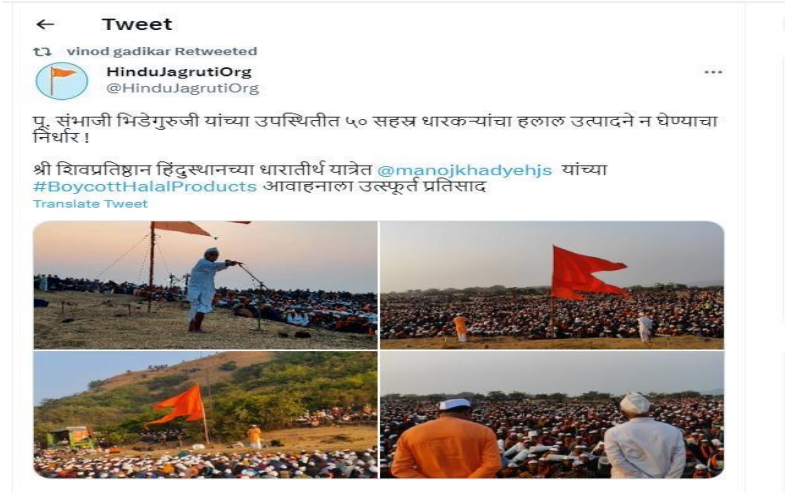 Tweet
vinod gadikar Retweeted
HinduJagrutiOrg
@HinduJagrutiOrg
पू. संभाजी भिडेगुरुजी यांच्या उपस्थितीत ५० सहस्र धारकऱ्यांचा हलाल उत्पादने न घेण्याचा
निर्धार !
श्री शिवप्रतिष्ठान हिंदुस्थानच्या धारातीर्थ यात्रेत @manojkhadyehjs यांच्या
#BoycottHalalProducts आवाहनाला उत्स्फूर्त प्रतिसाद
Translate Tweet